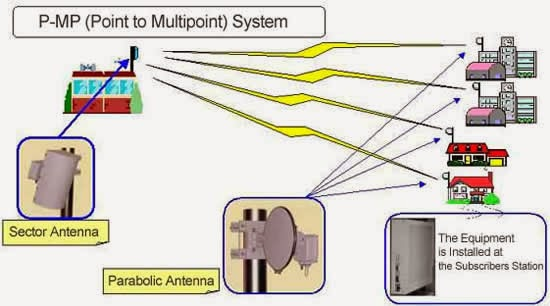 P-MP (Point to Multipoint) System
Sector Antenna
Parabolic Antenna
The Equipment
is Installed at
the Subscribers Station